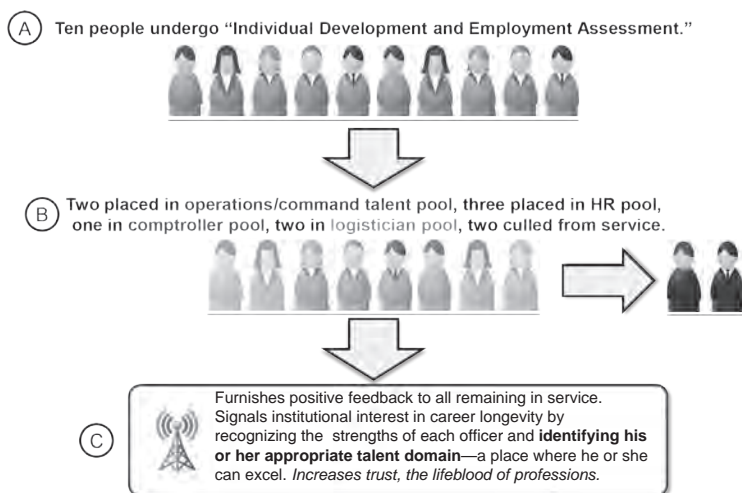 A Ten people undergo “Individual Development and Employment Assessment.”
B Two placed in operations/command talent pool, three placed in HR pool,
one in comptroller pool, two in logistician pool, two culled from service.
Furnishes positive feedback to all remaining in service.
Signals institutional interest in career longevity by
C recognizing the strengths of each officer and identifying his
or her appropriate talent domain—a place where he or she
can excel. Increases trust, the lifeblood of professions.